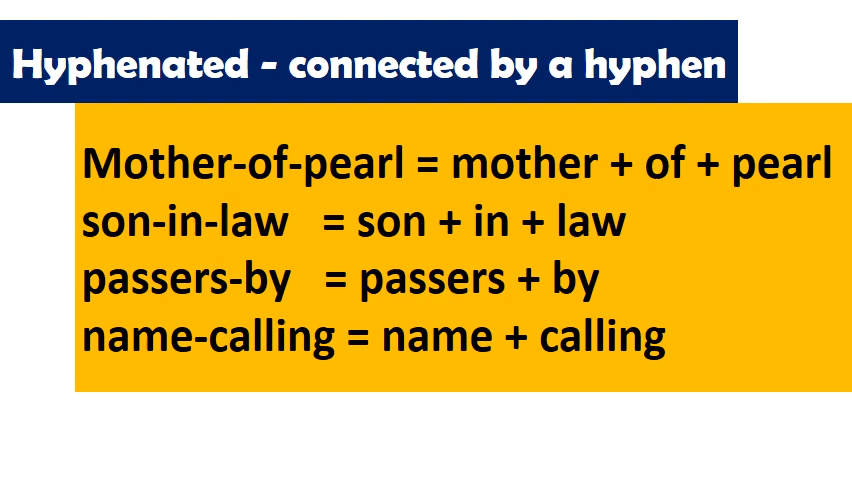 Hyphenated - connected by a hyphen
Mother-of-pearl = mother + of + pearl
son-in-law = son + in + law
passers-by = passers + by
name-calling = name + calling